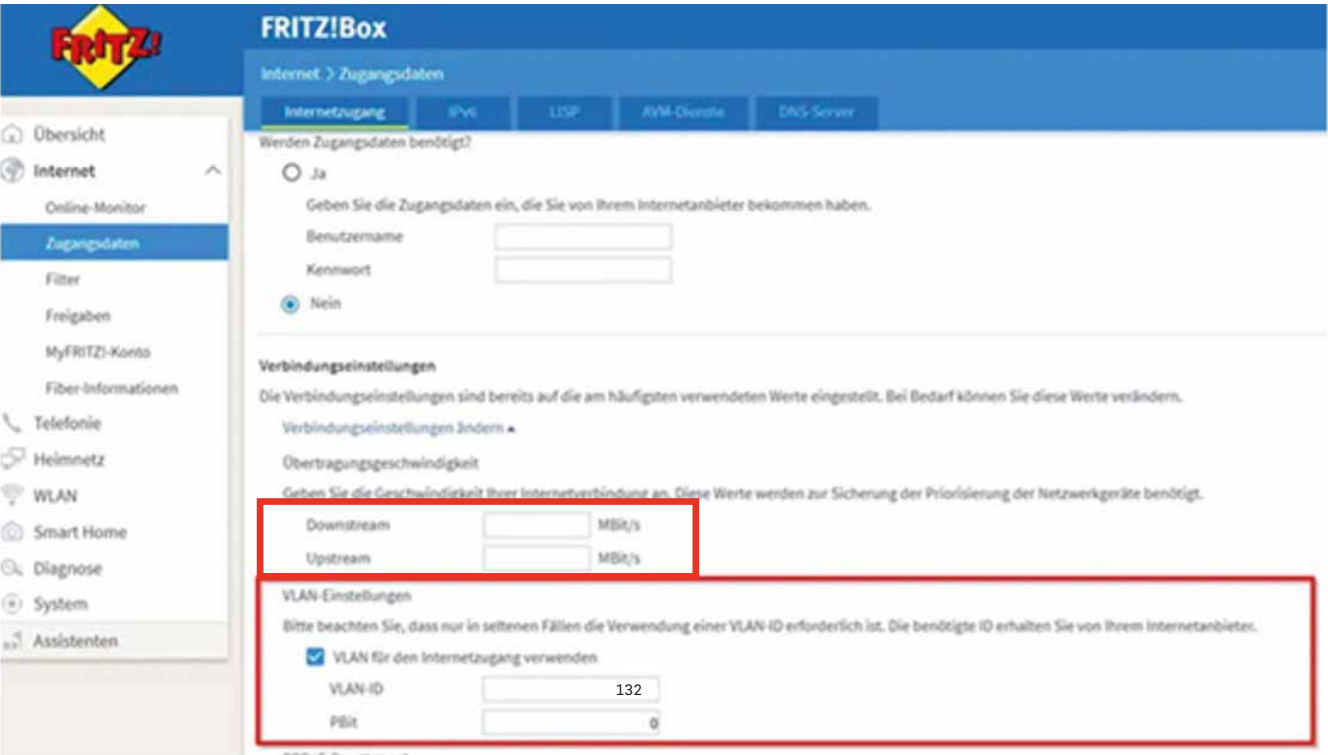 FRITZ!
FRITZ!Box
Internet > Zugangsdaten
Internetzugang IPv6 LISP AVM-Dienste DNS-Server
Übersicht
Internet
Online-Monitor
Zugangsdaten
Filter
Freigaben
MyFRITZ!-Konto
Fiber-Informationen
Telefonie
Heimnetz
WLAN
Smart Home
Diagnose
System
Assistenten
Werden Zugangsdaten benötigt?
Ja
Geben Sie die Zugangsdaten ein, die Sie von Ihrem Internetanbieter bekommen haben.
Benutzername
Kennwort
Nein
Verbindungseinstellungen
Die Verbindungseinstellungen sind bereits auf die am häufigsten verwendeten Werte eingestellt. Bei Bedarf können Sie diese Werte verändern.
Verbindungseinstellungen ändern
Übertragungsgeschwindigkeit
Geben Sie die Geschwindigkeit Ihrer Internetverbindung an. Diese Werte werden zur Sicherung der Priorisierung der Netzwerkgeräte benötigt.
Downstream MBit/s
Upstream MBit/s
VLAN-Einstellungen
Bitte beachten Sie, dass nur in seltenen Fällen die Verwendung einer VLAN-ID erforderlich ist. Die benötigte ID erhalten Sie von Ihrem Internetanbieter.
VLAN für den Internetzugang verwenden
VLAN-ID 132
PBit 0